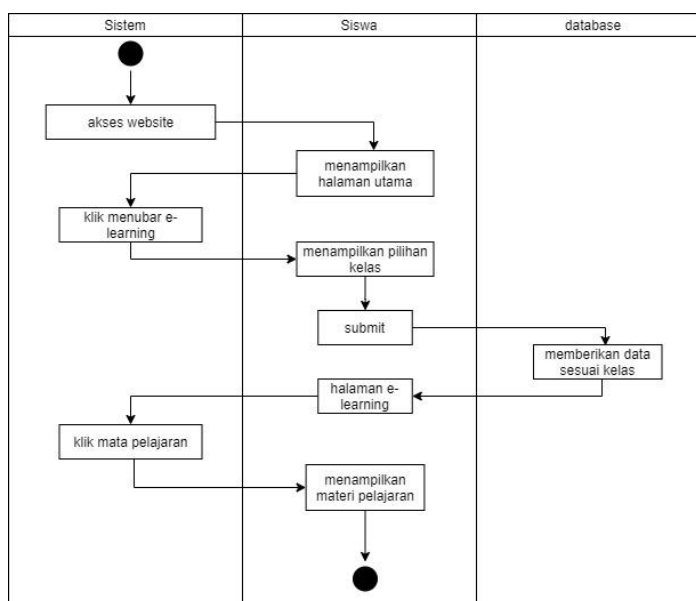 Sistem
Siswa
database
akses website
menampilkan
halaman utama
klik menubar e-
learning
menampilkan pilihan
kelas
submit
memberikan data
sesuai kelas
halaman e-
learning
klik mata pelajaran
menampilkan
materi pelajaran